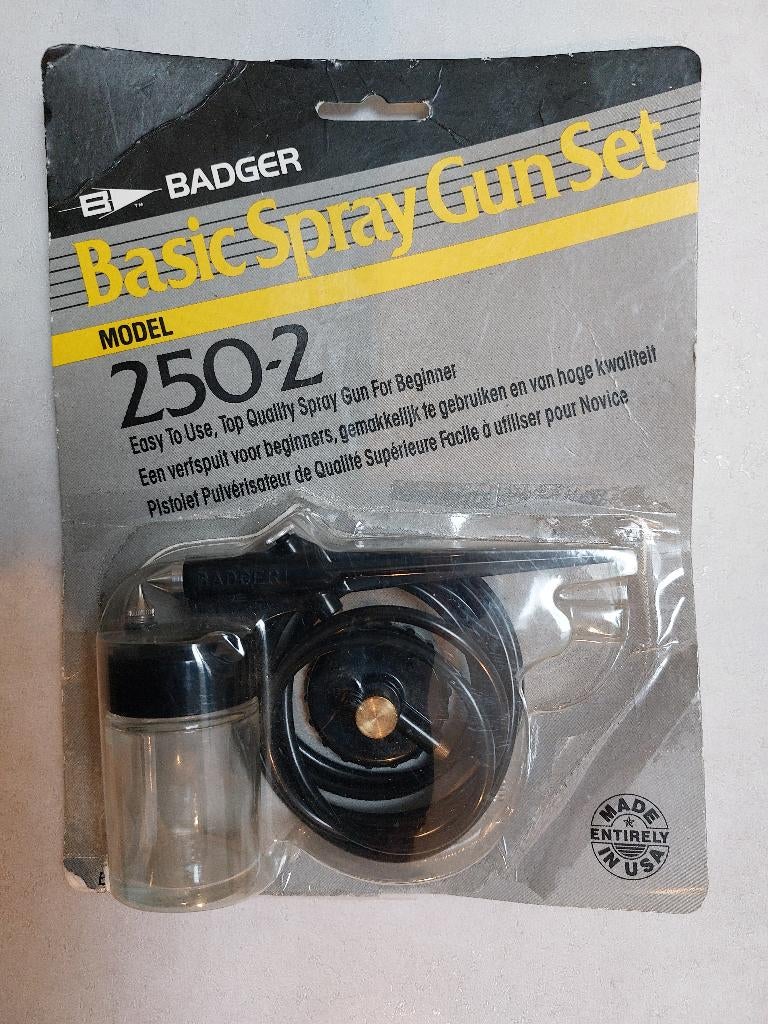 BADGER
Basic Spray Gun Set
MODEL
250-2
Easy To Use, Top Quality Spray Gun For Beginner
Een verfspuit voor beginners, gemakkelijk te gebruiken en van hoge kwaliteit
Pistolet Pulvérisateur de Qualité Supérieure Facile à utiliser pour Novice
BADGER
MADE
ENTIRELY
IN USA